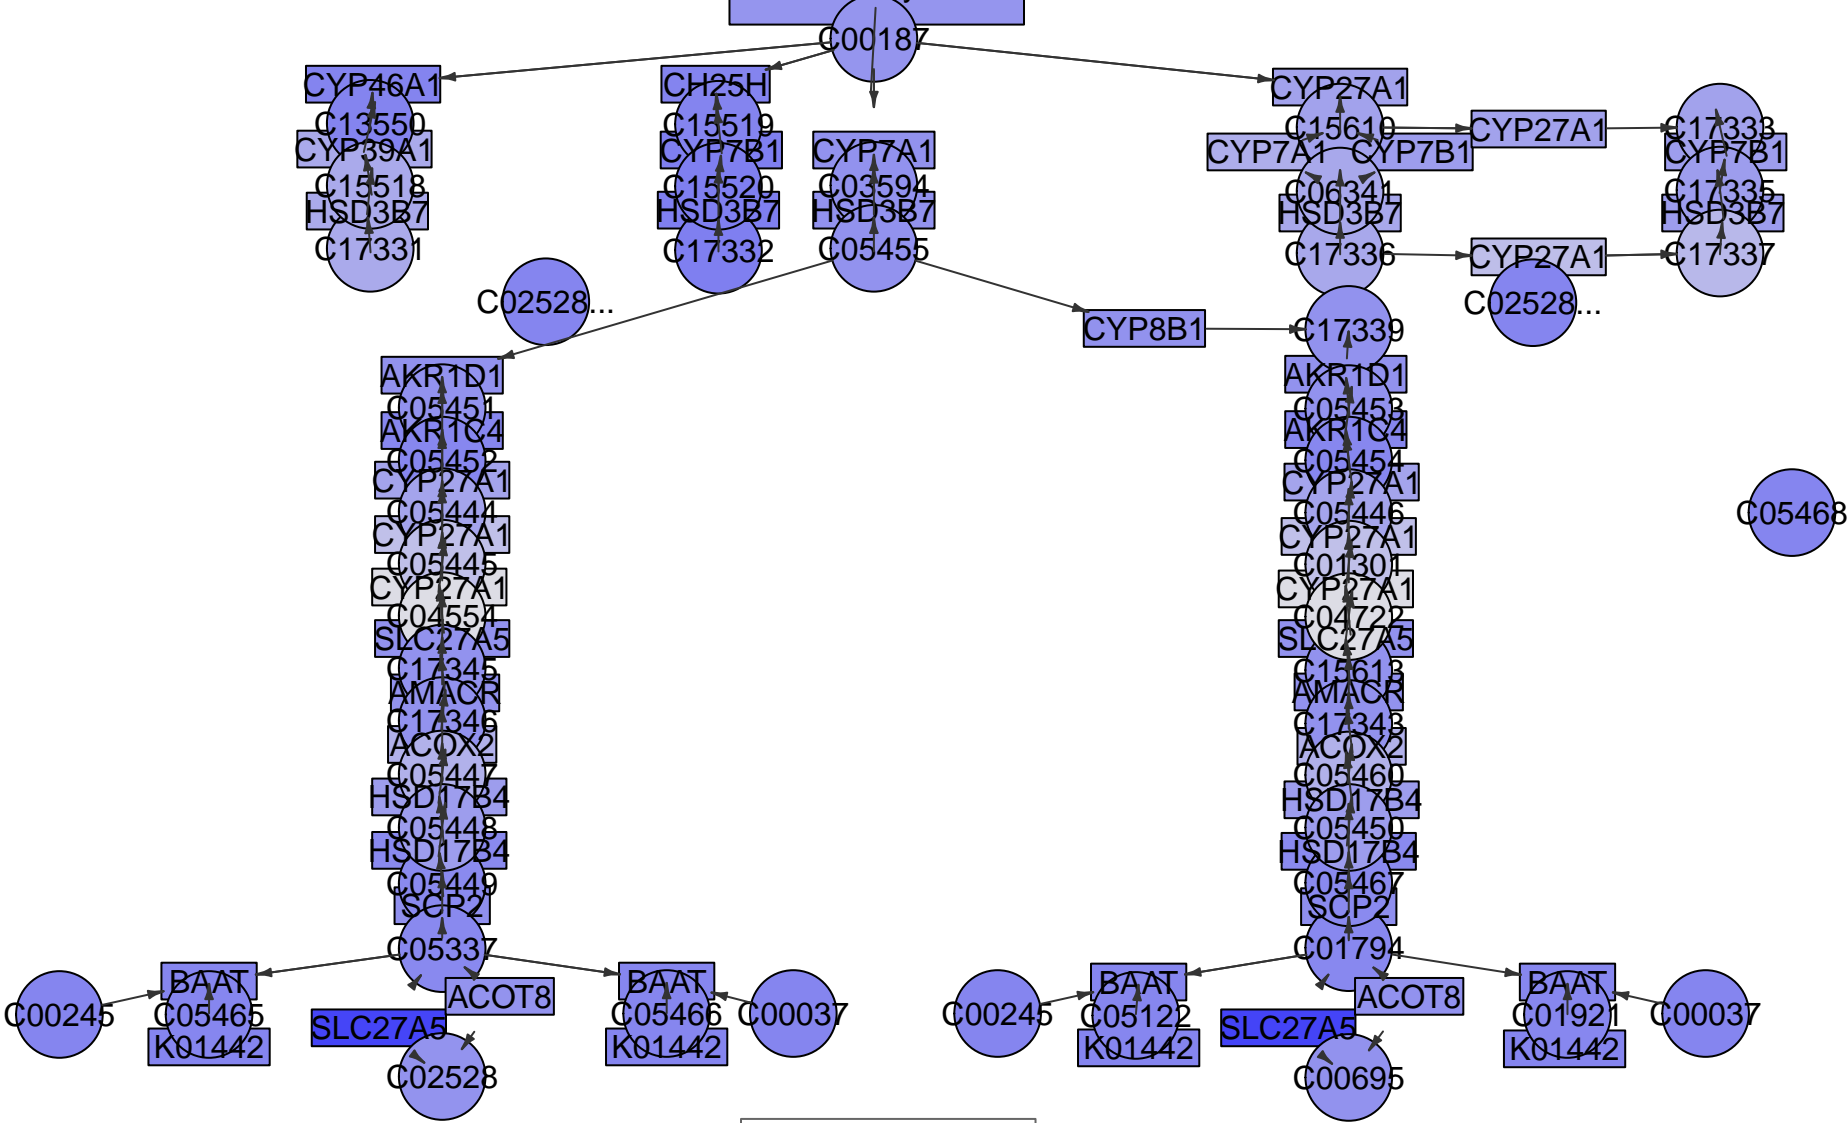 C00187
CYP46A1
C13550
CYP39A1
C15518
HSD3B7
C17331
CH25H
C15519
CYP7B1
C15520
HSD3B7
C17332
CYP7A1
C03594
HSD3B7
C05455
CYP27A1
C15610
CYP7A1
CYP7B1
C06341
HSD3B7
C17336
CYP27A1
C17333
CYP7B1
C17335
HSD3B7
C17337
CYP27A1
C02528...
C02528...
CYP8B1
C17339
AKR1D1
C05451
AKR1C4
C05452
CYP27A1
C05444
CYP27A1
C05445
CYP27A1
C04554
SLC27A5
C17345
AMACR
C17346
ACOX2
C05447
HSD17B4
C05448
HSD17B4
C05449
SCP2
C05337
AKR1D1
C05453
AKR1C4
C05454
CYP27A1
C05446
CYP27A1
C01301
CYP27A1
C04722
SLC27A5
C15613
AMACR
C17343
ACOX2
C05460
HSD17B4
C05450
HSD17B4
C05467
SCP2
C01794
C05468
C00245
BAAT
C05465
K01442
SLC27A5
ACOT8
C02528
BAAT
C05466
K01442
C00037
C00245
BAAT
C05122
K01442
SLC27A5
ACOT8
C00695
BAAT
C01921
K01442
C00037